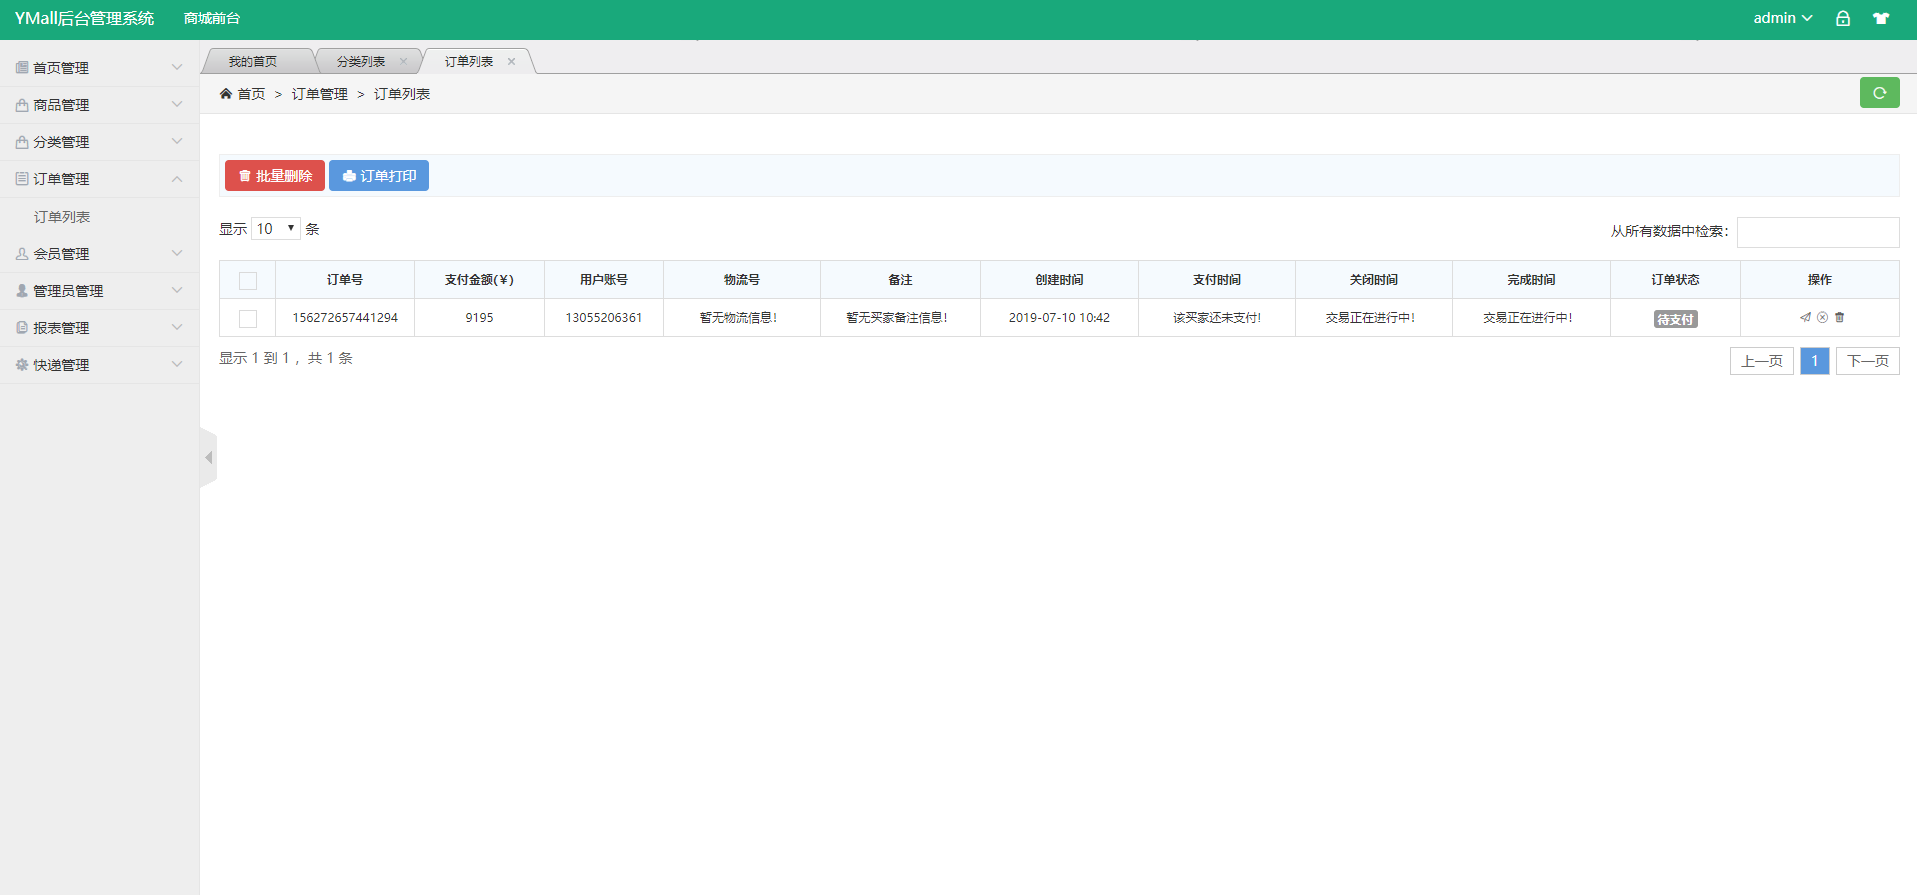 YMall后台管理系统 商城前台 admin
首页管理
商品管理
分类管理
订单管理
订单列表
会员管理
管理员管理
报表管理
快递管理
我的首页 分类列表 订单列表
首页 > 订单管理 > 订单列表
批量删除 订单打印
显示 10 条 从所有数据中检索：
订单号 支付金额(¥) 用户账号 物流号 备注 创建时间 支付时间 关闭时间 完成时间 订单状态 操作
156272657441294 9195 13055206361 暂无物流信息！ 暂无买家备注信息！ 2019-07-10 10:42 该买家还未支付! 交易正在进行中！ 交易正在进行中！ 待支付
显示 1 到 1 ，共 1 条 上一页 1 下一页